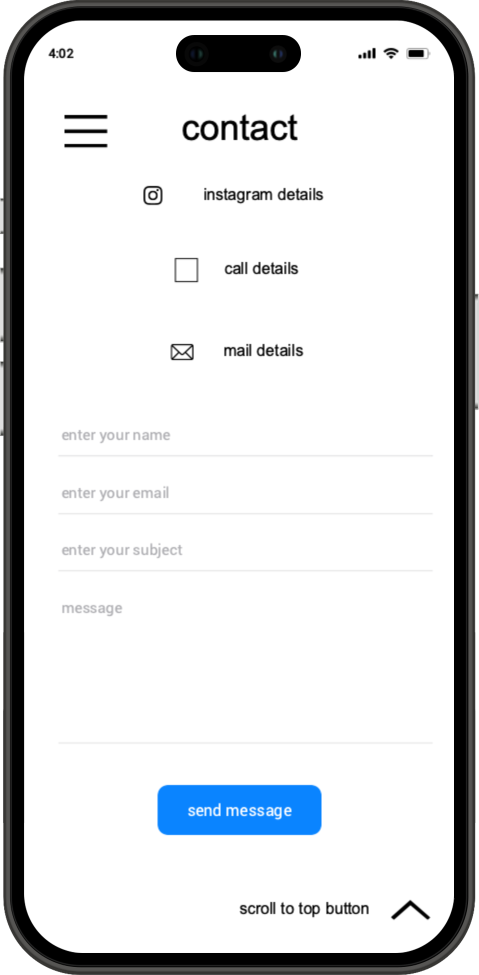 4:02
contact
instagram details
call details
mail details
enter your name
enter your email
enter your subject
message
send message
scroll to top button